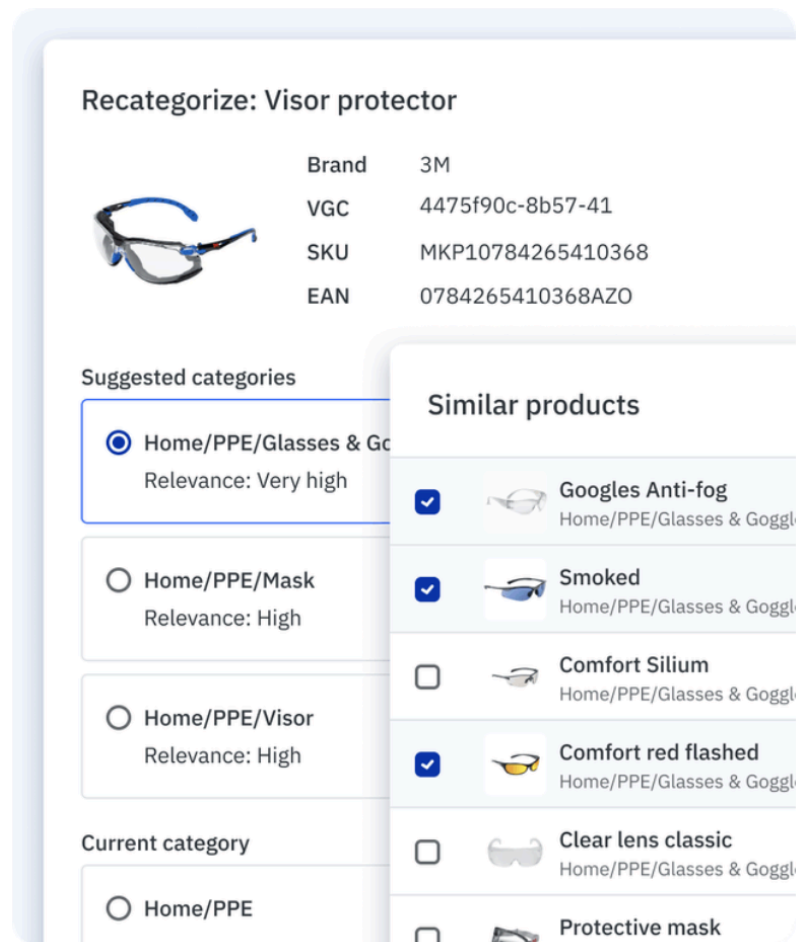 Recategorize: Visor protector
Brand 3M
VGC 4475f90c-8b57-41
SKU MKP10784265410368
EAN 0784265410368AZO
Suggested categories
Home/PPE/Glasses & Go
Relevance: Very high
Home/PPE/Mask
Relevance: High
Home/PPE/Visor
Relevance: High
Current category
Home/PPE
Similar products
Googles Anti-fog
Home/PPE/Glasses & Goggl
Smoked
Home/PPE/Glasses & Goggl
Comfort Silium
Home/PPE/Glasses & Goggl
Comfort red flashed
Home/PPE/Glasses & Goggl
Clear lens classic
Home/PPE/Glasses & Goggl
Protective mask